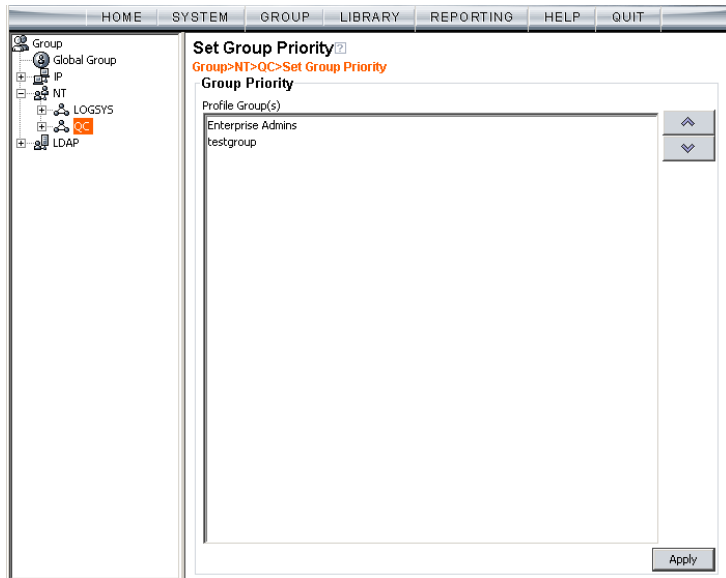 HOME SYSTEM GROUP LIBRARY REPORTING HELP QUIT
Group
Global Group
IP
NT
LOGSYS
QC
LDAP
Set Group Priority ?
Group>NT>QC>Set Group Priority
Group Priority
Profile Group(s)
Enterprise Admins
testgroup
Apply